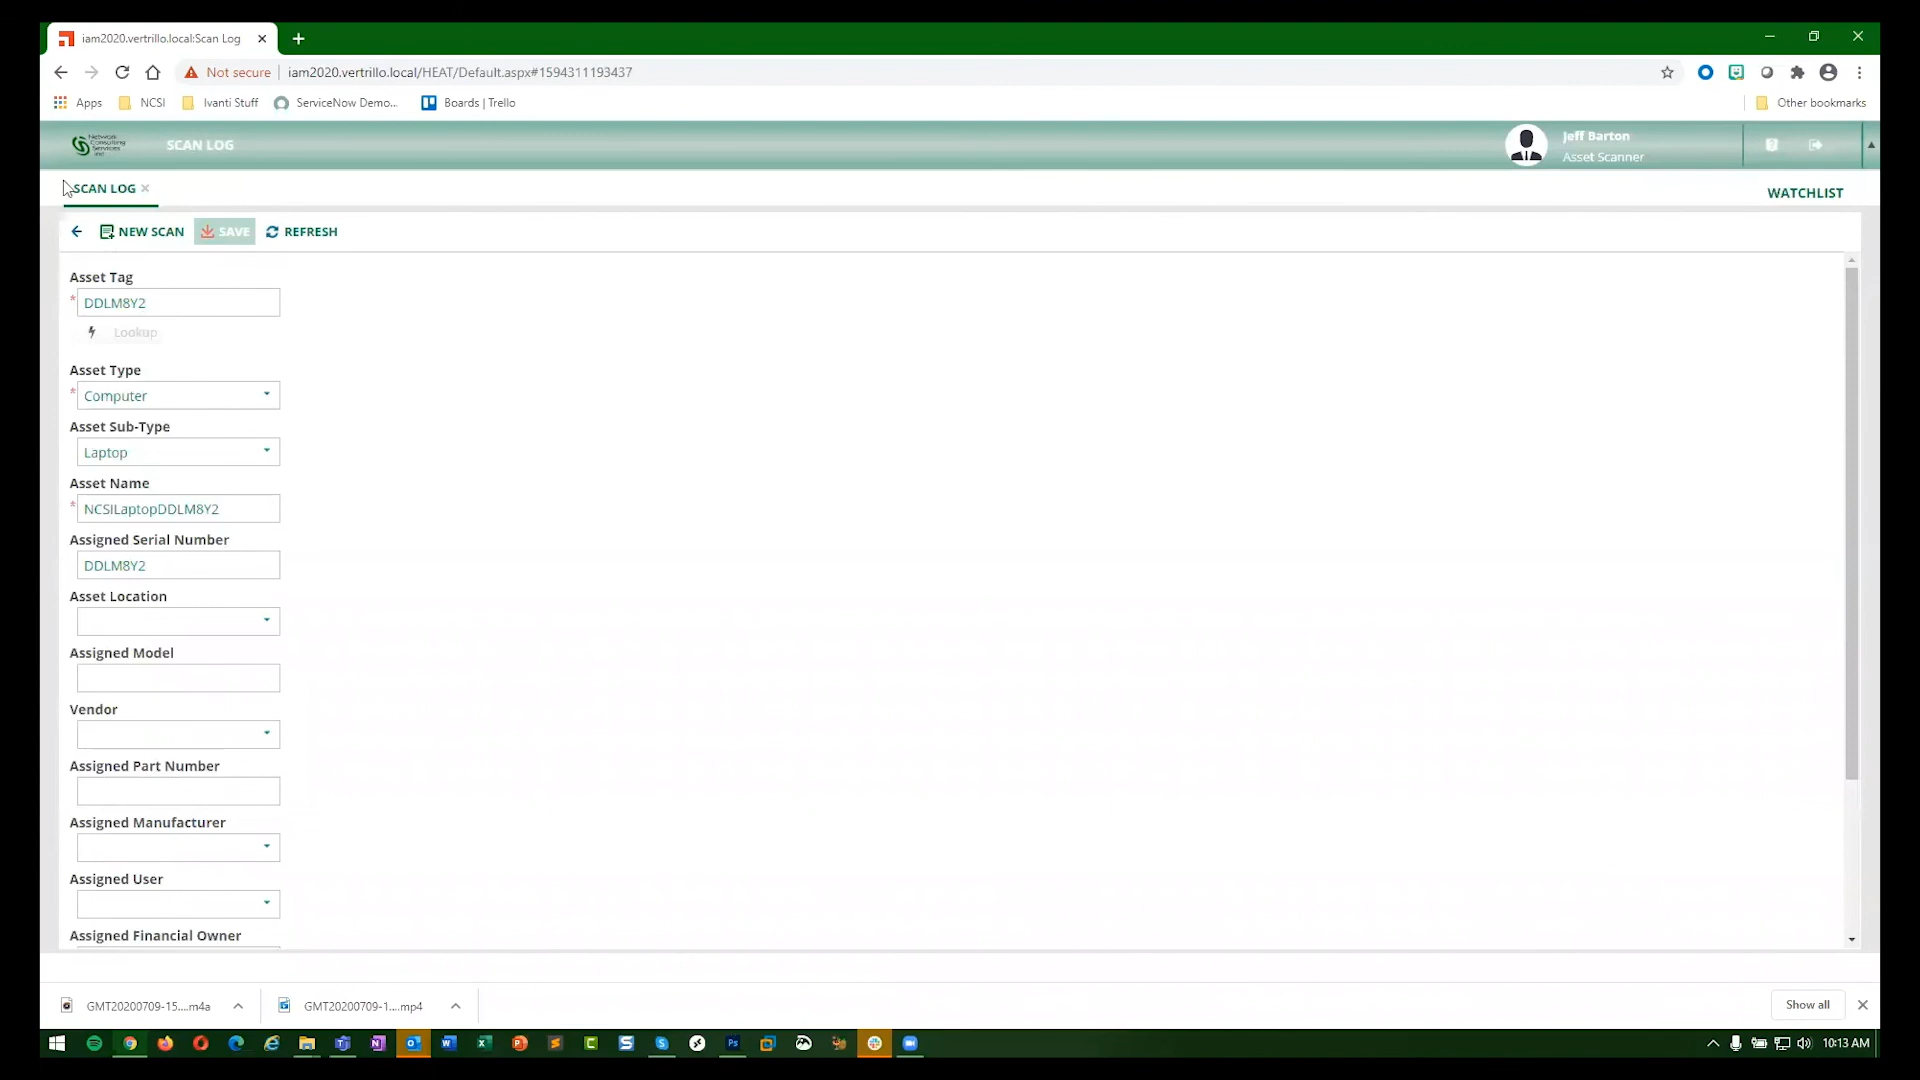 iam2020.vertrillo.local:Scan Log
Not secure
iam2020.vertrillo.local/HEAT/Default.aspx#1594311193437
Apps
NCSI
Ivanti Stuff
ServiceNow Demo...
Boards | Trello
Other bookmarks
Network
Consulting
Services
inc
SCAN LOG
Jeff Barton
Asset Scanner
SCAN LOG
WATCHLIST
NEW SCAN
SAVE
REFRESH
Asset Tag
* DDLM8Y2
Lookup
Asset Type
* Computer
Asset Sub-Type
Laptop
Asset Name
* NCSILaptopDDLM8Y2
Assigned Serial Number
DDLM8Y2
Asset Location
Assigned Model
Vendor
Assigned Part Number
Assigned Manufacturer
Assigned User
Assigned Financial Owner
GMT20200709-15....m4a
GMT20200709-1....mp4
Show all
10:13 AM